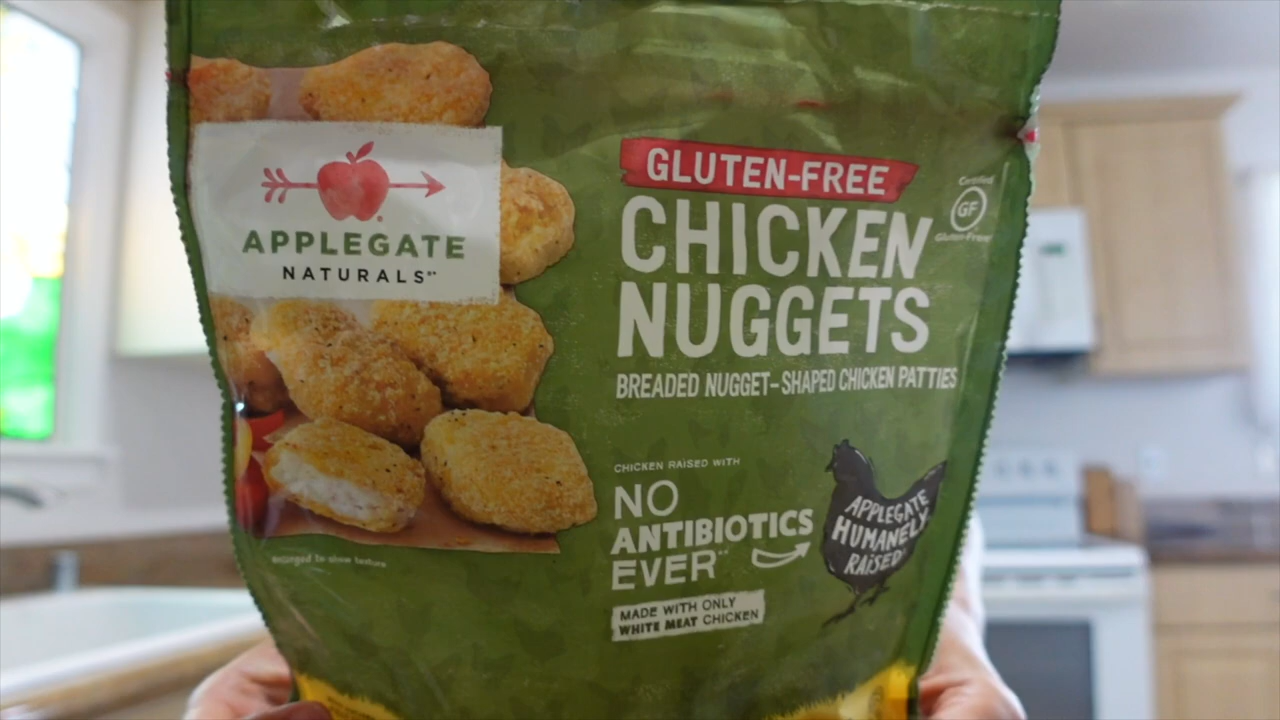 APPLEGATE
NATURALS
GLUTEN-FREE
CHICKEN
NUGGETS
BREADED NUGGET-SHAPED CHICKEN PATTIES
Certified
GF
Gluten-Free
CHICKEN RAISED WITH
NO
ANTIBIOTICS
EVER**
APPLEGATE
HUMANELY
RAISED
MADE WITH ONLY
WHITE MEAT CHICKEN
enlarged to show texture